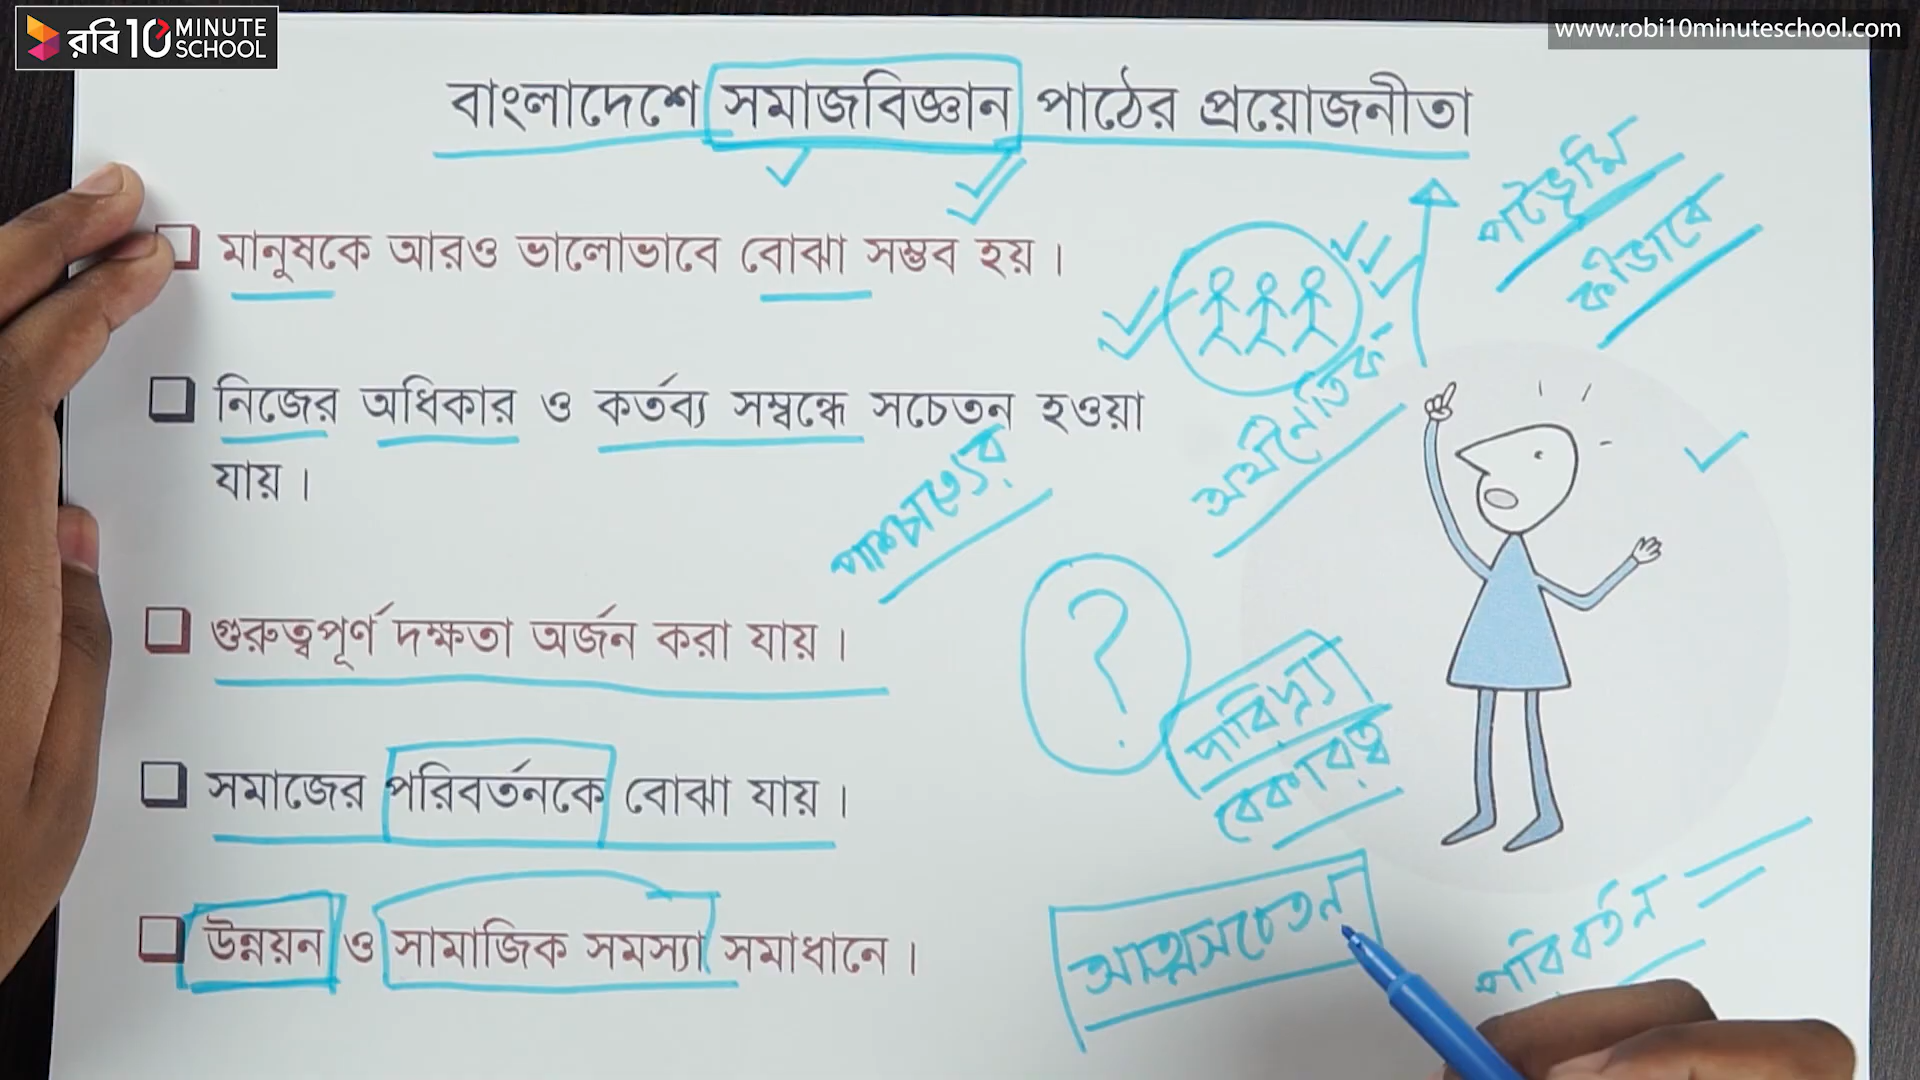 রবি 10 MINUTE SCHOOL
www.robi10minuteschool.com
বাংলাদেশে সমাজবিজ্ঞান পাঠের প্রয়োজনীতা
মানুষকে আরও ভালোভাবে বোঝা সম্ভব হয়।
নিজের অধিকার ও কর্তব্য সম্বন্ধে সচেতন হওয়া
যায়।
গুরুত্বপূর্ণ দক্ষতা অর্জন করা যায়।
সমাজের পরিবর্তনকে বোঝা যায়।
উন্নয়ন ও সামাজিক সমস্যা সমাধানে।
পটভূমি
কীভাবে
অর্থনৈতিক
পাশ্চাত্যের
?
দারিদ্র্য
বেকারত্ব
আত্মসচেতন
পরিবর্তন